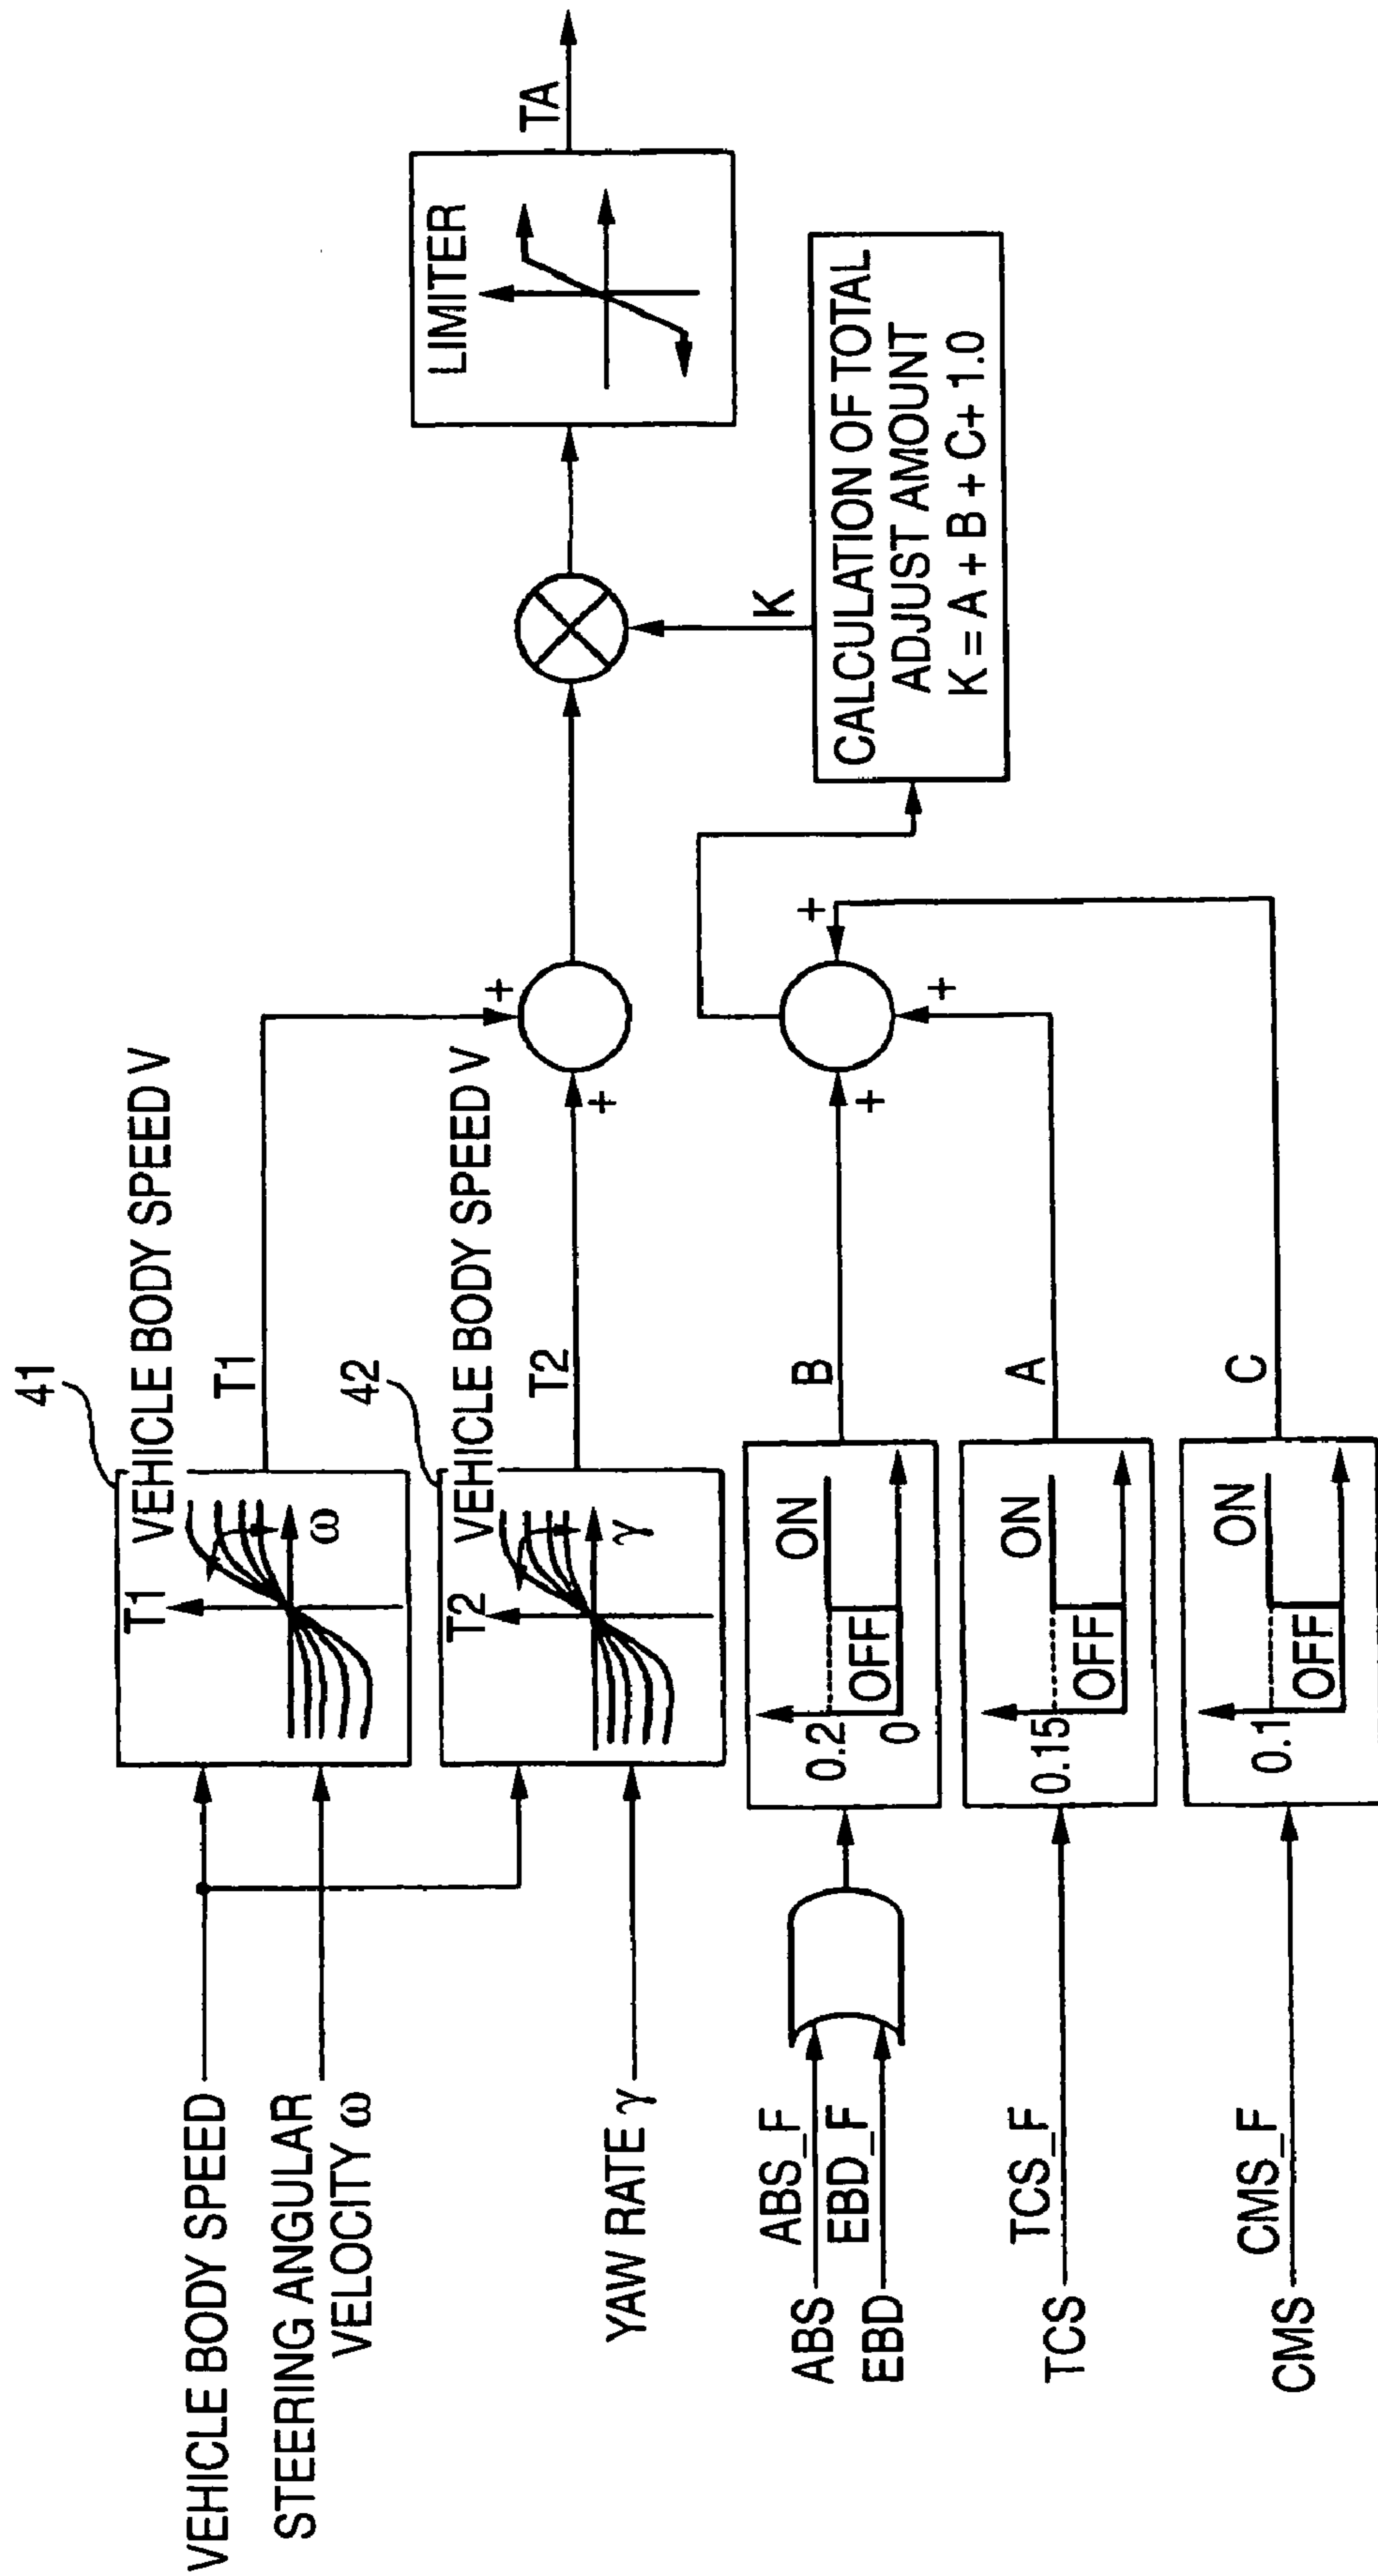 VEHICLE BODY SPEED
STEERING ANGULAR
VELOCITY ω
YAW RATE γ
ABS
ABS_F
EBD
EBD_F
TCS
TCS_F
CMS
CMS_F
41
VEHICLE BODY SPEED V
T1
ω
T1
42
VEHICLE BODY SPEED V
T2
γ
T2
0.2
0
OFF
ON
B
0.15
OFF
ON
A
0.1
OFF
ON
C
+
+
+
+
+
CALCULATION OF TOTAL
ADJUST AMOUNT
K = A + B + C+ 1.0
K
LIMITER
TA